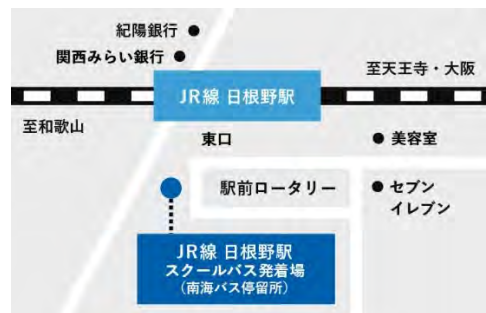 紀陽銀行
関西みらい銀行
至天王寺・大阪
JR線 日根野駅
至和歌山
東口
美容室
駅前ロータリー
セブン
イレブン
JR線 日根野駅
スクールバス発着場
(南海バス停留所)